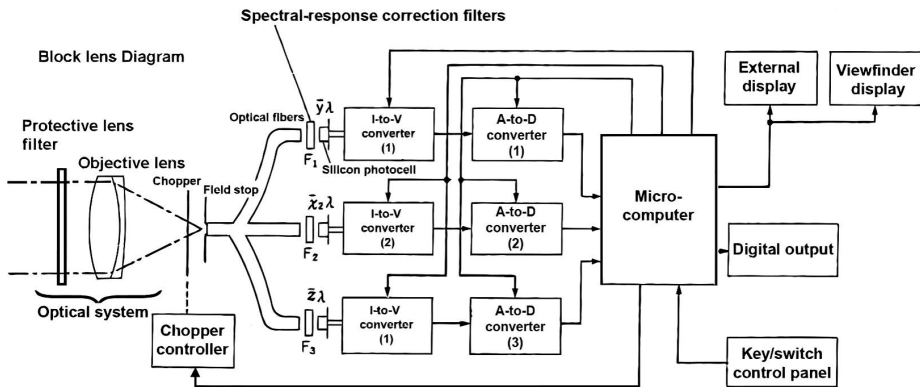 Spectral-response correction filters
Block lens Diagram
Protective lens
filter
Objective lens
Chopper
Field stop
Optical fibers
ȳλ
F̄₁
Silicon photocell
x̄₂λ
F₂
z̄λ
F₃
I-to-V
converter
(1)
A-to-D
converter
(1)
I-to-V
converter
(2)
A-to-D
converter
(2)
I-to-V
converter
(1)
A-to-D
converter
(3)
Micro-
computer
External
display
Viewfinder
display
Digital output
Key/switch
control panel
Optical system
Chopper
controller